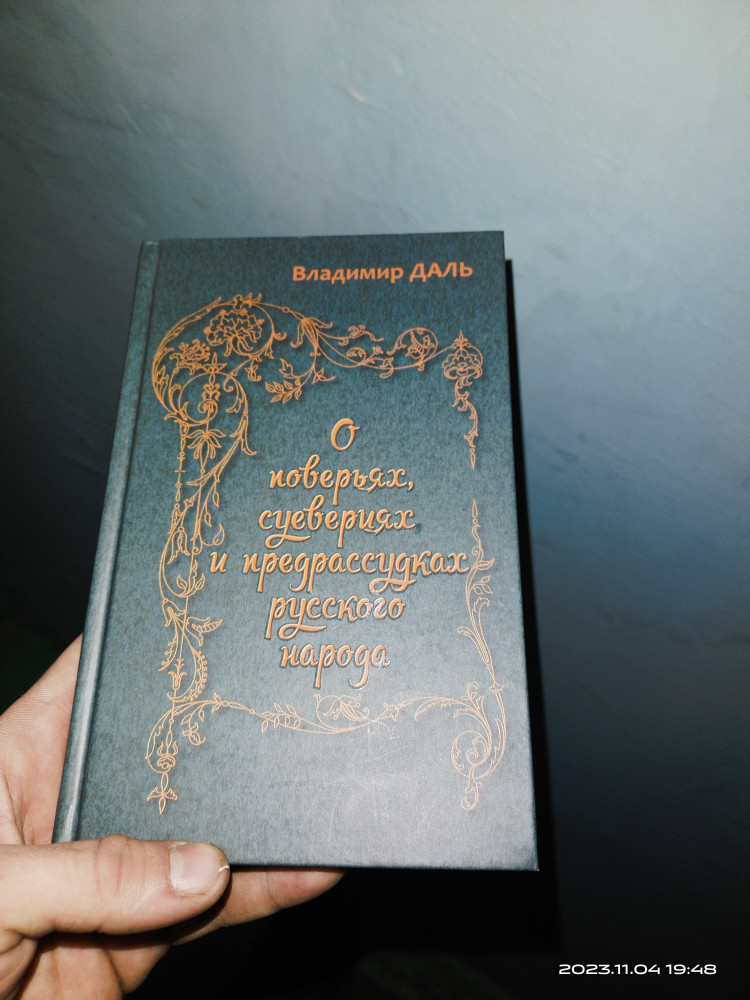 Владимир ДАЛЬ
О
поверьях,
суевериях
и предрассудках
русского
народа
2023.11.04 19:48